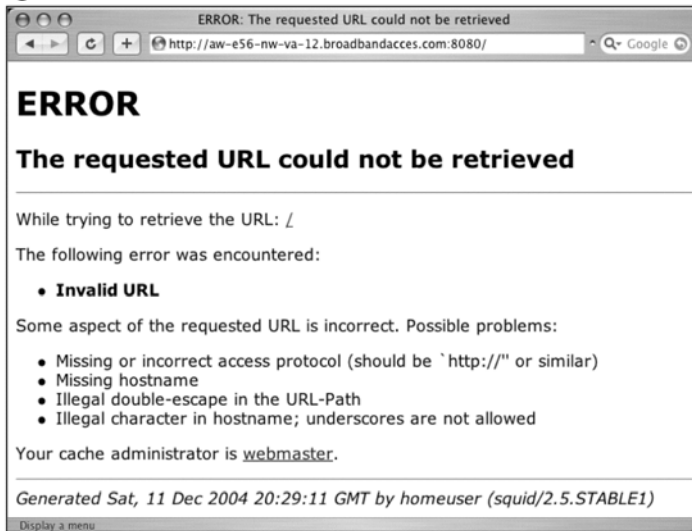 ERROR: The requested URL could not be retrieved
http://aw-e56-nw-va-12.broadbandacces.com:8080/
Google
ERROR
The requested URL could not be retrieved
While trying to retrieve the URL: /
The following error was encountered:
• Invalid URL
Some aspect of the requested URL is incorrect. Possible problems:
• Missing or incorrect access protocol (should be `http://'' or similar)
• Missing hostname
• Illegal double-escape in the URL-Path
• Illegal character in hostname; underscores are not allowed
Your cache administrator is webmaster.
Generated Sat, 11 Dec 2004 20:29:11 GMT by homeuser (squid/2.5.STABLE1)
Display a menu